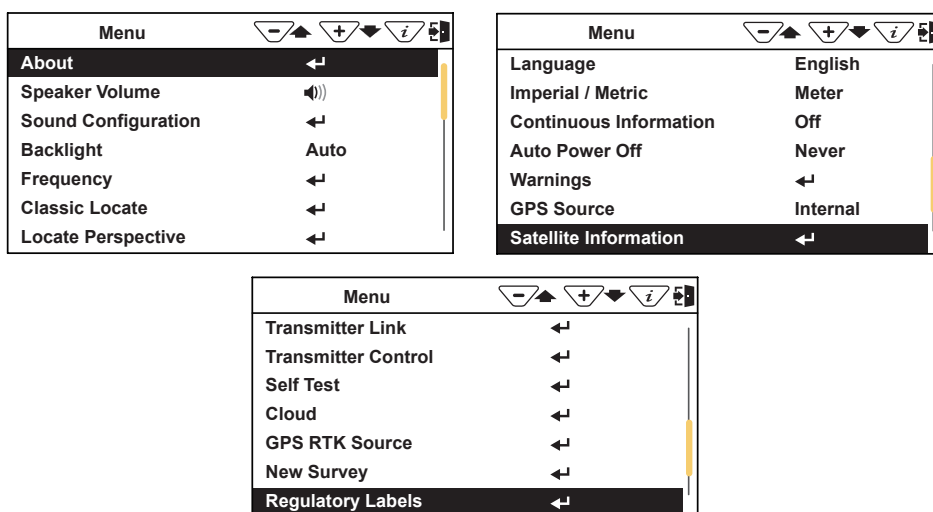 Menu - + i
About
Speaker Volume
Sound Configuration
Backlight Auto
Frequency
Classic Locate
Locate Perspective
Menu - + i
Language English
Imperial / Metric Meter
Continuous Information Off
Auto Power Off Never
Warnings
GPS Source Internal
Satellite Information
Menu - + i
Transmitter Link
Transmitter Control
Self Test
Cloud
GPS RTK Source
New Survey
Regulatory Labels